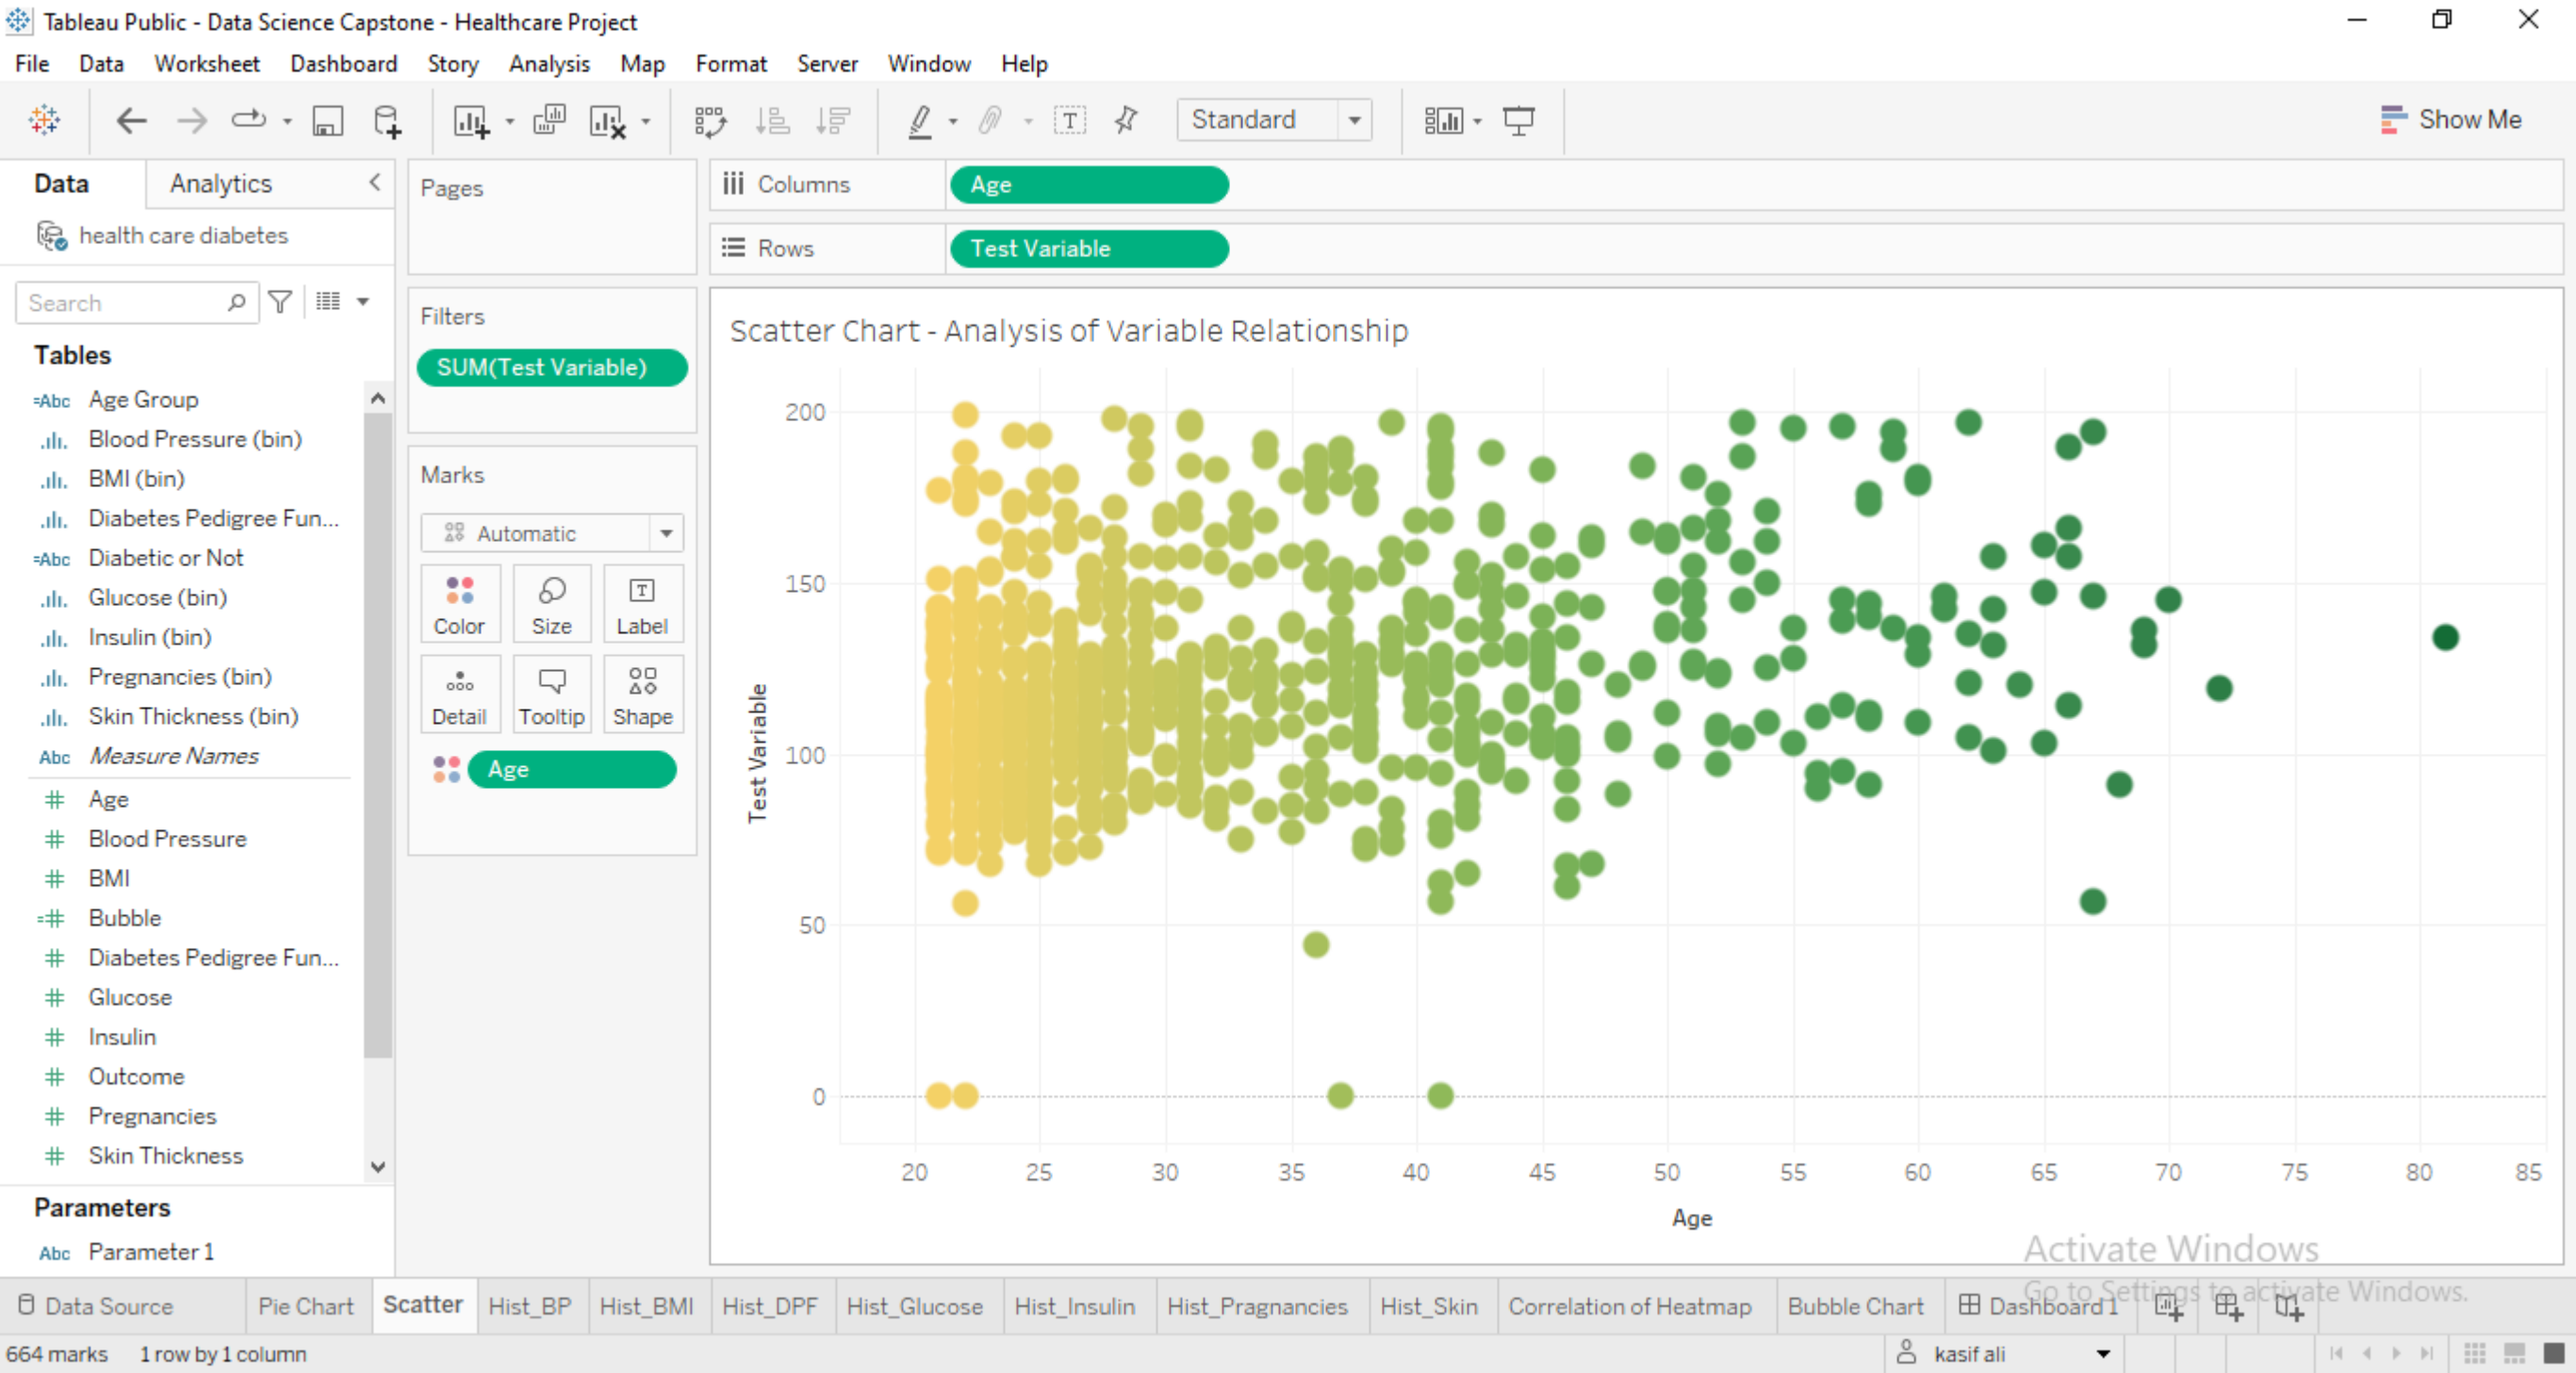 Tableau Public - Data Science Capstone - Healthcare Project
File Data Worksheet Dashboard Story Analysis Map Format Server Window Help
Standard
Show Me
Data Analytics
health care diabetes
Search
Tables
=Abc Age Group
Blood Pressure (bin)
BMI (bin)
Diabetes Pedigree Fun...
=Abc Diabetic or Not
Glucose (bin)
Insulin (bin)
Pregnancies (bin)
Skin Thickness (bin)
Abc Measure Names
# Age
# Blood Pressure
# BMI
=# Bubble
# Diabetes Pedigree Fun...
# Glucose
# Insulin
# Outcome
# Pregnancies
# Skin Thickness
Parameters
Abc Parameter 1
Pages
Filters
SUM(Test Variable)
Marks
Automatic
Color Size Label
Detail Tooltip Shape
Age
Columns Age
Rows Test Variable
Scatter Chart - Analysis of Variable Relationship
200
150
100
50
0
Test Variable
20 25 30 35 40 45 50 55 60 65 70 75 80 85
Age
Activate Windows
Go to Settings to activate Windows.
Data Source Pie Chart Scatter Hist_BP Hist_BMI Hist_DPF Hist_Glucose Hist_Insulin Hist_Pragnancies Hist_Skin Correlation of Heatmap Bubble Chart Dashboard 1
664 marks 1 row by 1 column
kasif ali